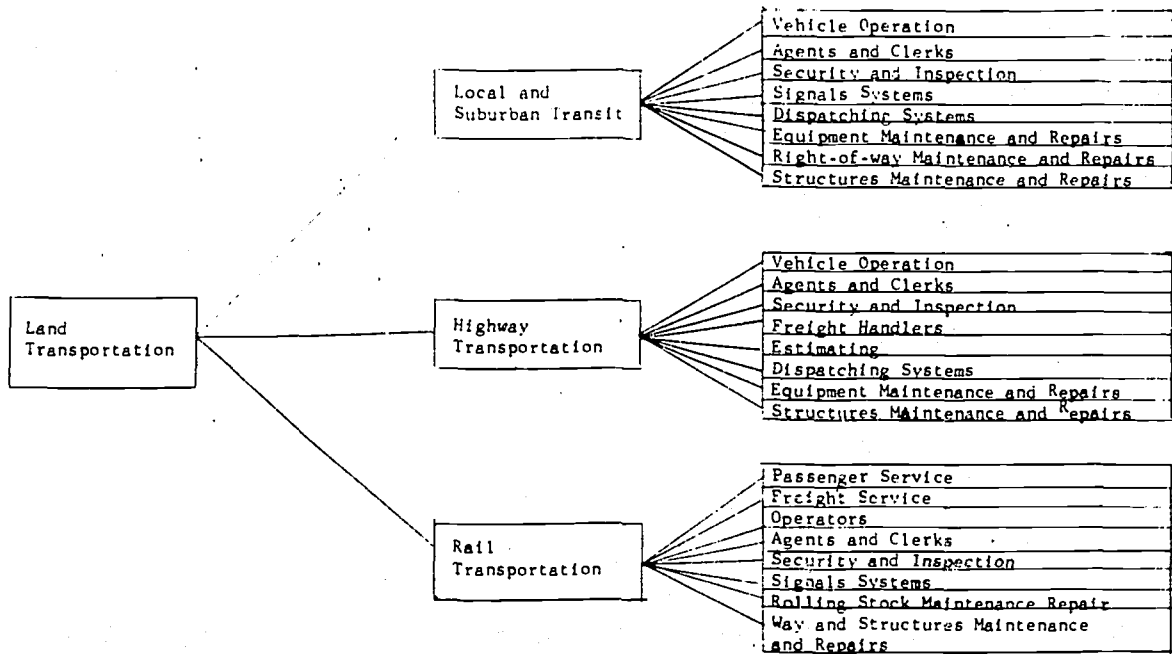 Land
Transportation
Local and
Suburban Transit
Vehicle Operation
Agents and Clerks
Security and Inspection
Signals Systems
Dispatching Systems
Equipment Maintenance and Repairs
Right-of-way Maintenance and Repairs
Structures Maintenance and Repairs
Highway
Transportation
Vehicle Operation
Agents and Clerks
Security and Inspection
Freight Handlers
Estimating
Dispatching Systems
Equipment Maintenance and Repairs
Structures Maintenance and Repairs
Rail
Transportation
Passenger Service
Freight Service
Operators
Agents and Clerks
Security and Inspection
Signals Systems
Rolling Stock Maintenance Repair
Way and Structures Maintenance
and Repairs